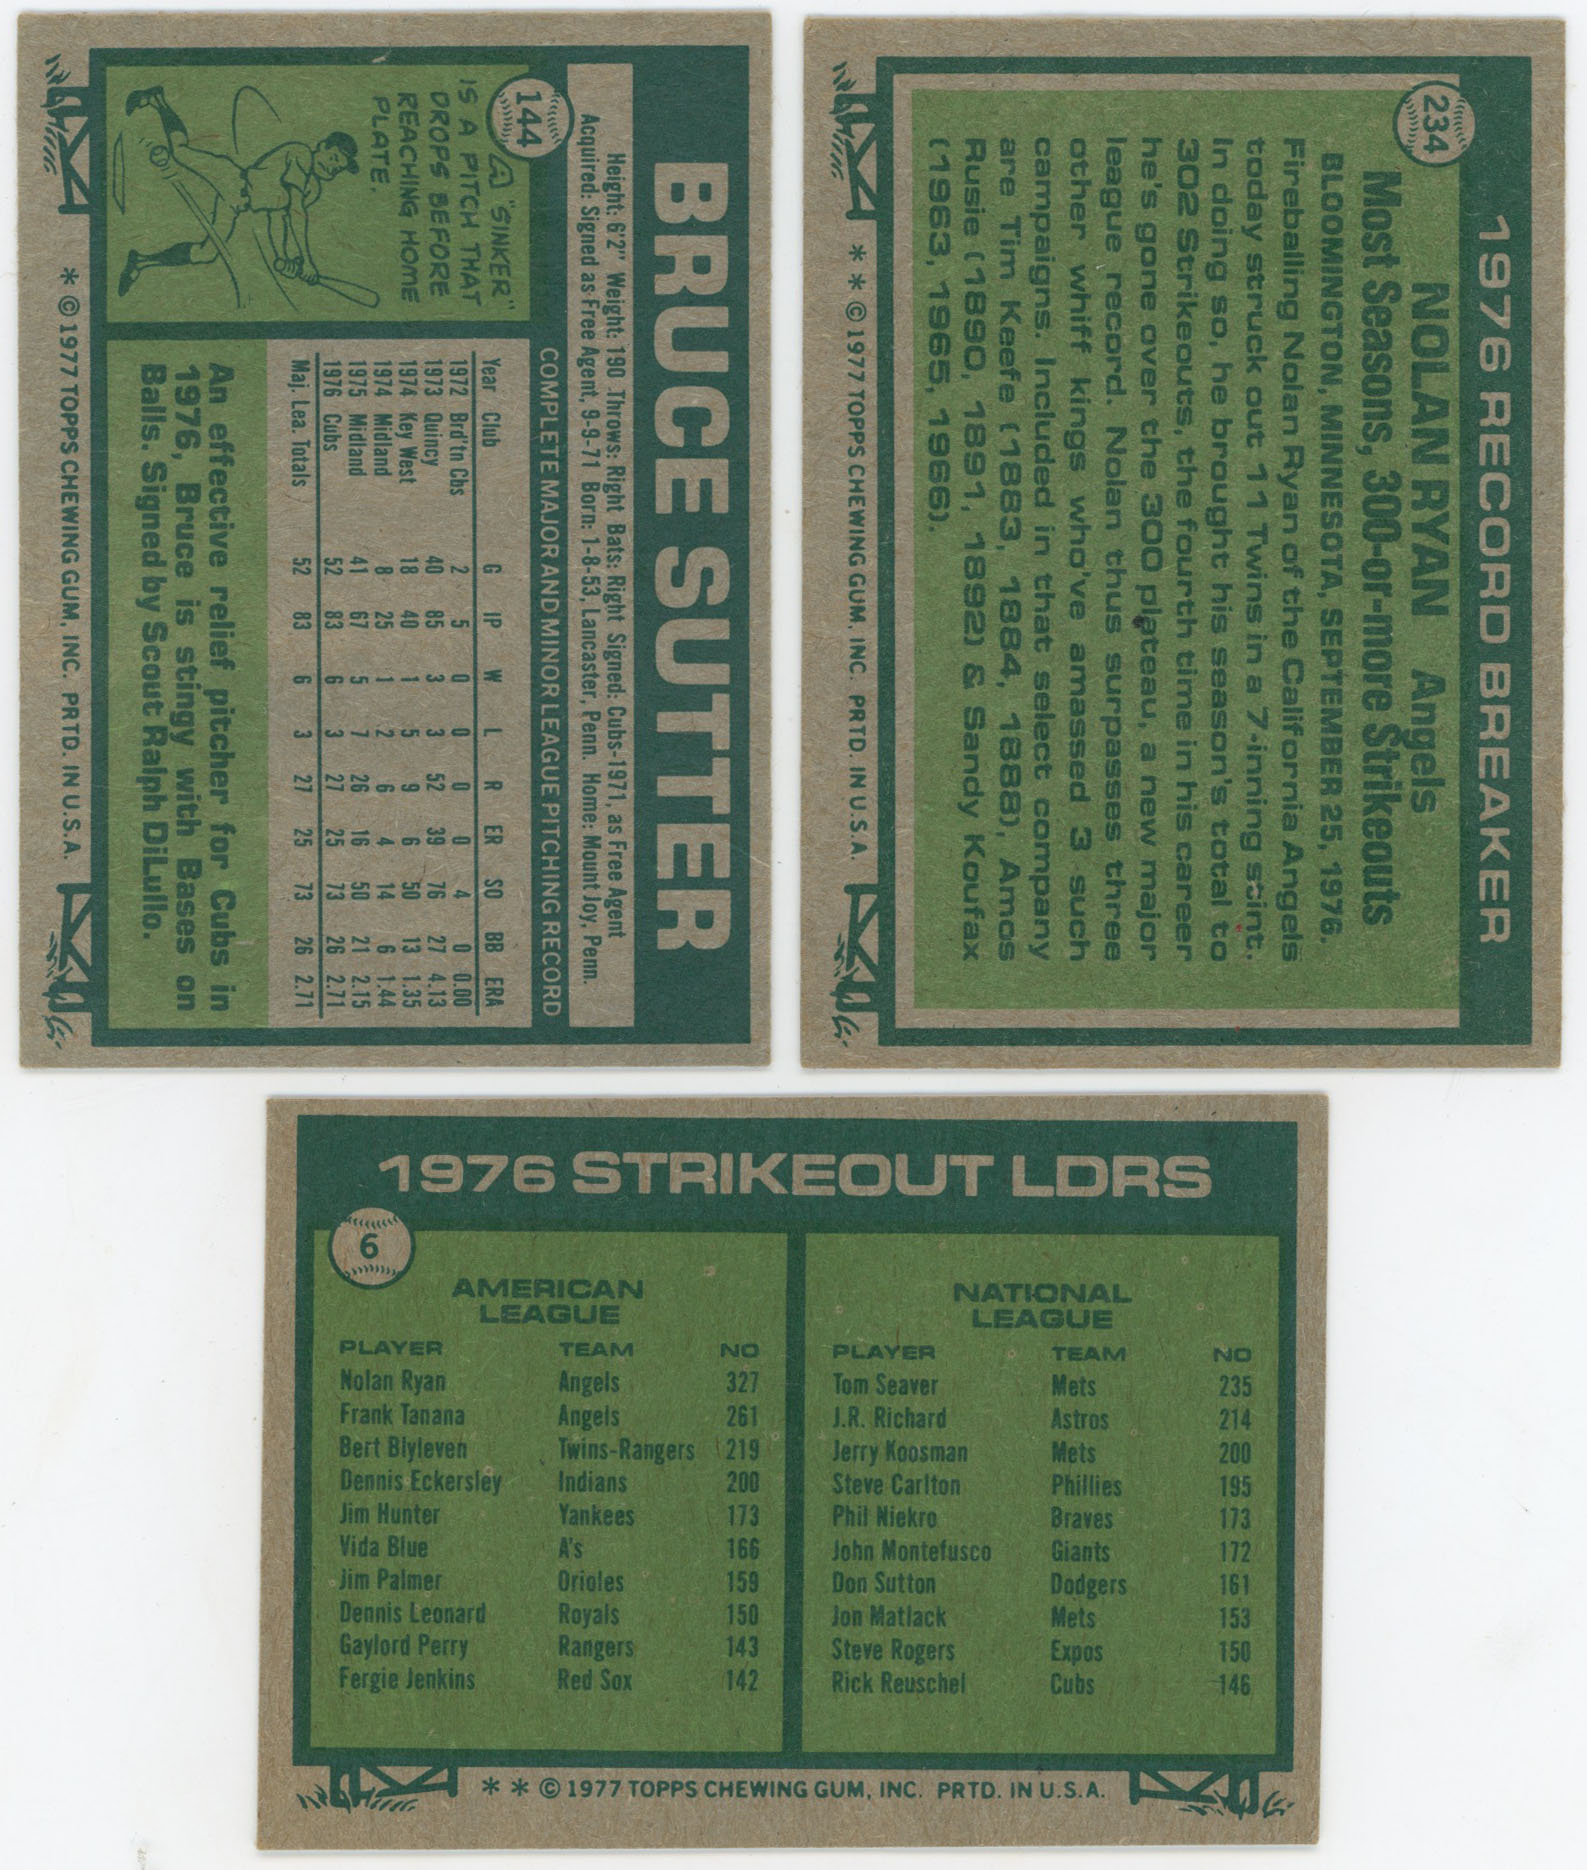 BRUCE SUTTER
144
Height: 6'2" Weight: 190 Throws: Right Bats: Right Signed: Cubs-1971, as Free Agent
Acquired: Signed as Free Agent, 9-9-71 Born: 1-8-53, Lancaster, Penn. Home: Mount Joy, Penn.
COMPLETE MAJOR AND MINOR LEAGUE PITCHING RECORD
Year Club G IP W L R ER SO BB ERA
1972 Brd'tn Cbs 2 5 0 0 0 0 4 0 0.00
1973 Quincy 40 85 3 3 52 39 76 27 4.13
1974 Key West 18 40 1 5 9 6 50 13 1.35
1974 Midland 8 25 1 2 6 4 14 6 1.44
1975 Midland 41 67 5 7 26 16 50 21 2.15
1976 Cubs 52 83 6 3 27 25 73 26 2.71
Maj. Lea. Totals 52 83 6 3 27 25 73 26 2.71
A "SINKER"
IS A PITCH THAT
DROPS BEFORE
REACHING HOME
PLATE.
An effective relief pitcher for Cubs in
1976, Bruce is stingy with Bases on
Balls. Signed by Scout Ralph DiLullo.
* © 1977 TOPPS CHEWING GUM, INC. PRTD. IN U.S.A.
1976 RECORD BREAKER
234
NOLAN RYAN Angels
Most Seasons, 300-or-more Strikeouts
BLOOMINGTON, MINNESOTA, SEPTEMBER 25, 1976.
Fireballing Nolan Ryan of the California Angels
today struck out 11 Twins in a 7-inning stint.
In doing so, he brought his season's total to
302 Strikeouts, the fourth time in his career
he's gone over the 300 plateau, a new major
league record. Nolan thus surpasses three
other whiff kings who've amassed 3 such
campaigns. Included in that select company
are Tim Keefe (1883, 1884, 1888), Amos
Rusie (1890, 1891, 1892) & Sandy Koufax
(1963, 1965, 1966).
* * © 1977 TOPPS CHEWING GUM, INC. PRTD. IN U.S.A.
1976 STRIKEOUT LDRS
6
AMERICAN
LEAGUE
PLAYER TEAM NO
Nolan Ryan Angels 327
Frank Tanana Angels 261
Bert Blyleven Twins-Rangers 219
Dennis Eckersley Indians 200
Jim Hunter Yankees 173
Vida Blue A's 166
Jim Palmer Orioles 159
Dennis Leonard Royals 150
Gaylord Perry Rangers 143
Fergie Jenkins Red Sox 142
NATIONAL
LEAGUE
PLAYER TEAM NO
Tom Seaver Mets 235
J.R. Richard Astros 214
Jerry Koosman Mets 200
Steve Carlton Phillies 195
Phil Niekro Braves 173
John Montefusco Giants 172
Don Sutton Dodgers 161
Jon Matlack Mets 153
Steve Rogers Expos 150
Rick Reuschel Cubs 146
* * © 1977 TOPPS CHEWING GUM, INC. PRTD. IN U.S.A.